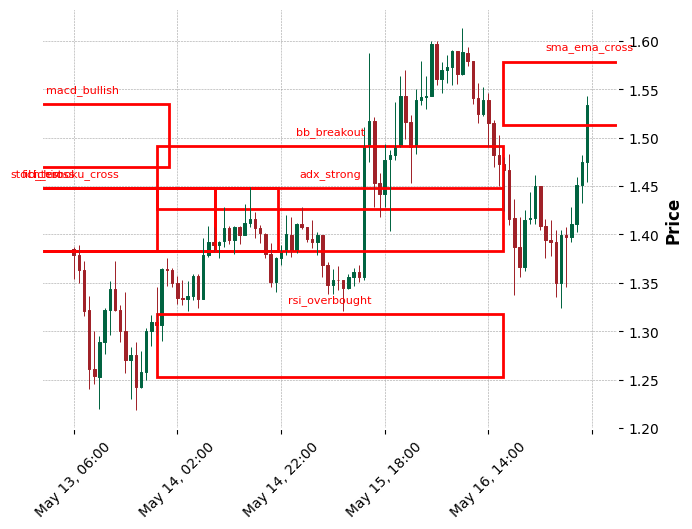 sma_ema_cross
macd_bullish
bb_breakout
adx_strong
rsi_overbought
1.60
1.55
1.50
1.45
1.40
1.35
1.30
1.25
1.20
Price
May 13, 06:00
May 14, 02:00
May 14, 22:00
May 15, 18:00
May 16, 14:00